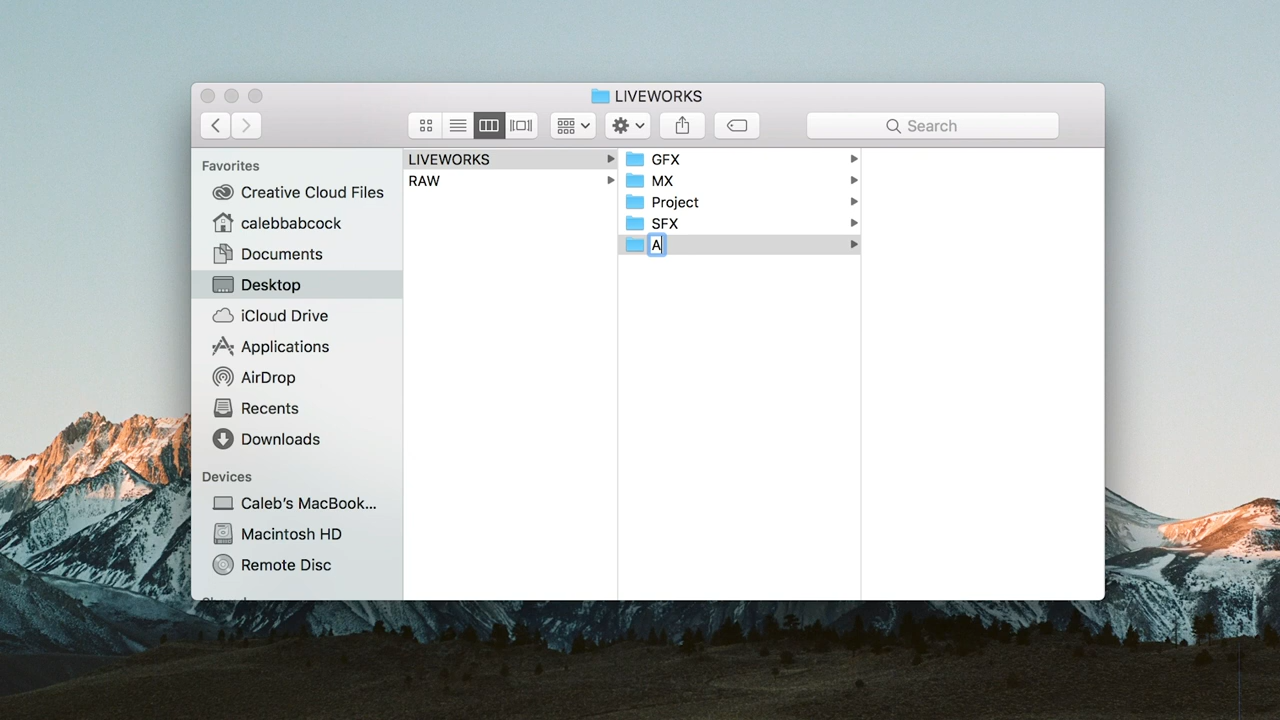 LIVEWORKS
Search
Favorites
Creative Cloud Files
calebbabcock
Documents
Desktop
iCloud Drive
Applications
AirDrop
Recents
Downloads
Devices
Caleb’s MacBook...
Macintosh HD
Remote Disc
LIVEWORKS
RAW
GFX
MX
Project
SFX
A